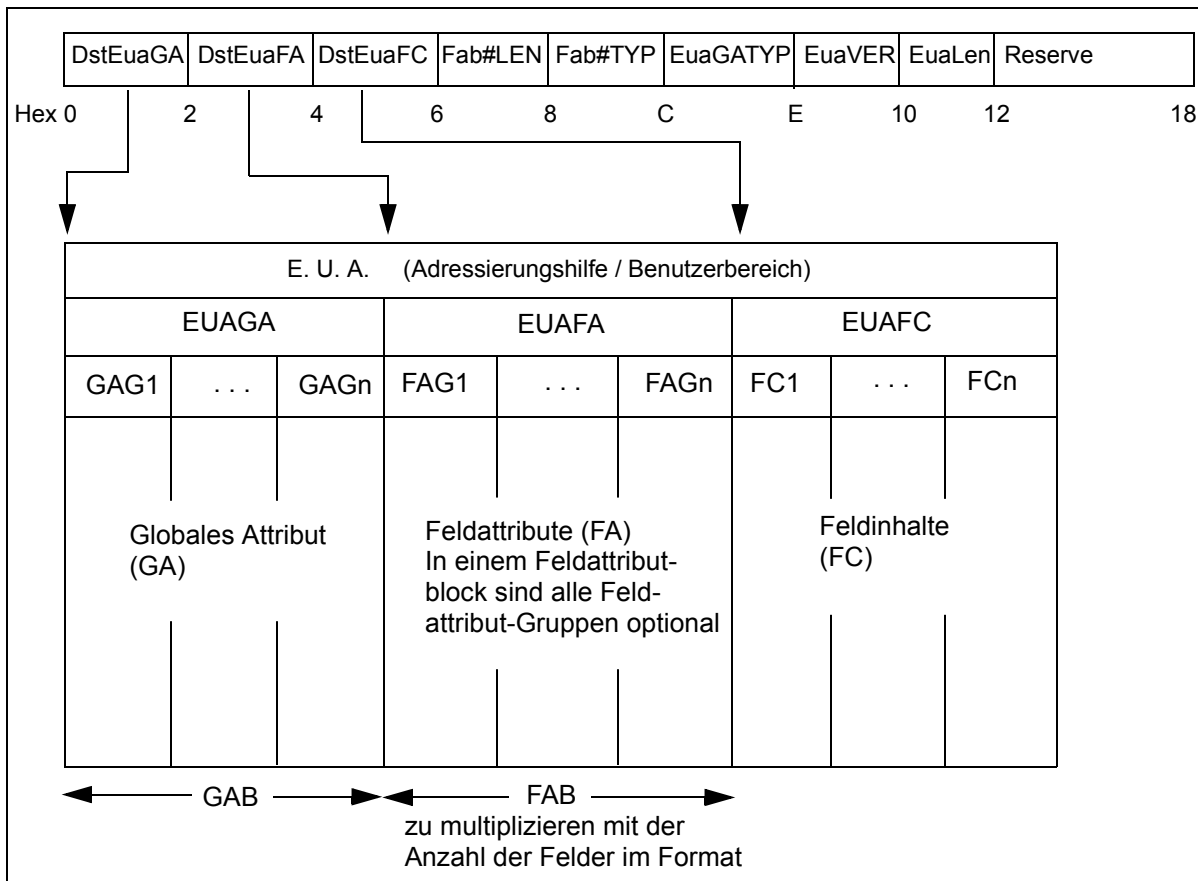 DstEuaGA DstEuaFA DstEuaFC Fab#LEN Fab#TYP EuaGATYP EuaVER EuaLen Reserve
Hex 0 2 4 6 8 C E 10 12 18
E. U. A. (Adressierungshilfe / Benutzerbereich)
EUAGA EUAFA EUAFC
GAG1 . . . GAGn FAG1 . . . FAGn FC1 . . . FCn
Globales Attribut
(GA)
Feldattribute (FA)
In einem Feldattribut-
block sind alle Feld-
attribut-Gruppen optional
Feldinhalte
(FC)
GAB FAB
zu multiplizieren mit der
Anzahl der Felder im Format